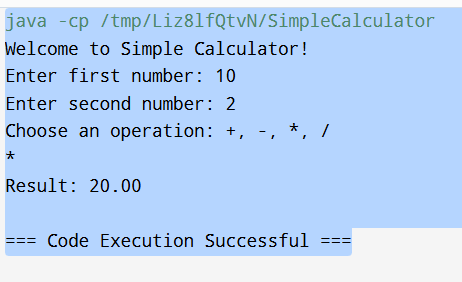 java -cp /tmp/Liz8lfQtvN/SimpleCalculator
Welcome to Simple Calculator!
Enter first number: 10
Enter second number: 2
Choose an operation: +, -, *, /
*
Result: 20.00
=== Code Execution Successful ===